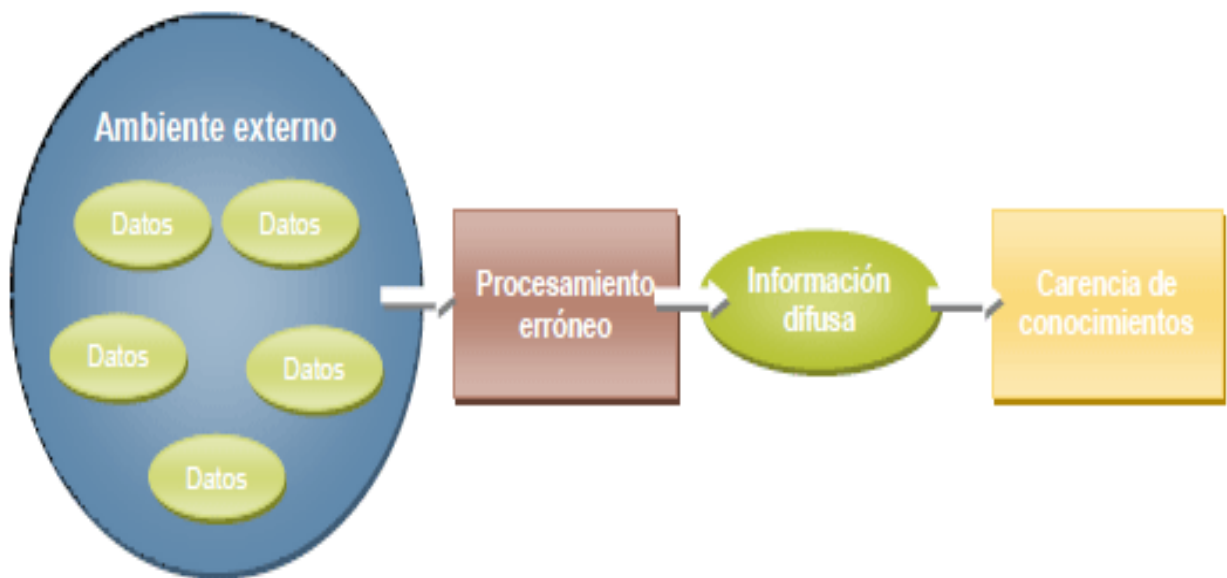 Ambiente externo
Datos
Datos
Datos
Datos
Datos
Procesamiento
erróneo
Información
difusa
Carencia de
conocimientos